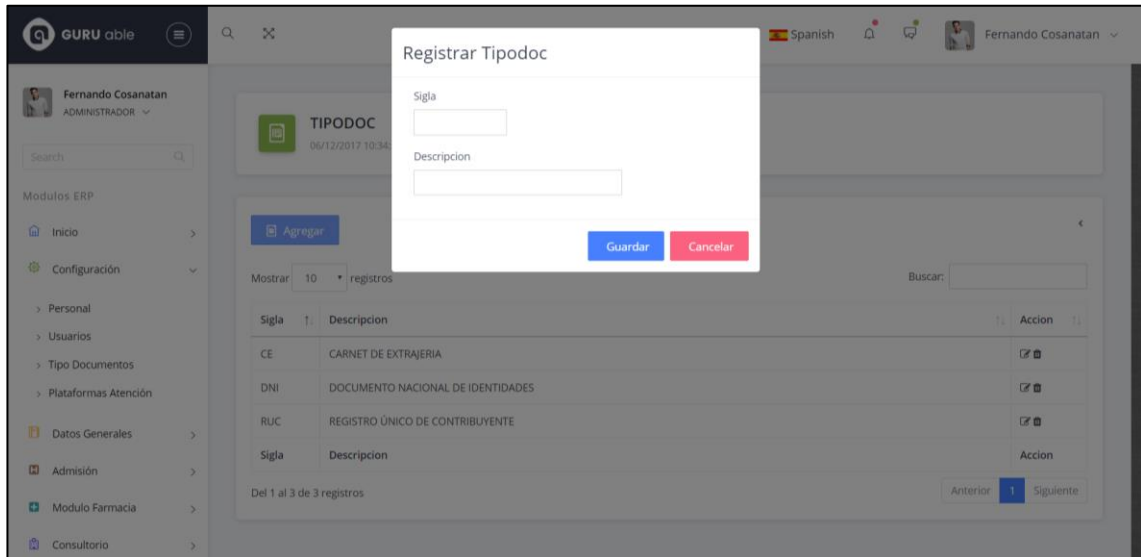 GURU able
Spanish
Fernando Cosanatan
Fernando Cosanatan
ADMINISTRADOR
Search
Modulos ERP
Inicio
Configuración
> Personal
> Usuarios
> Tipo Documentos
> Plataformas Atención
Datos Generales
Admisión
Modulo Farmacia
Consultorio
TIPODOC
06/12/2017 10:34:
Registrar Tipodoc
Sigla
Descripcion
Guardar Cancelar
Agregar
Mostrar 10 registros
Buscar:
Sigla Descripcion Accion
CE CARNET DE EXTRAJERIA
DNI DOCUMENTO NACIONAL DE IDENTIDADES
RUC REGISTRO ÚNICO DE CONTRIBUYENTE
Sigla Descripcion Accion
Del 1 al 3 de 3 registros
Anterior 1 Siguiente